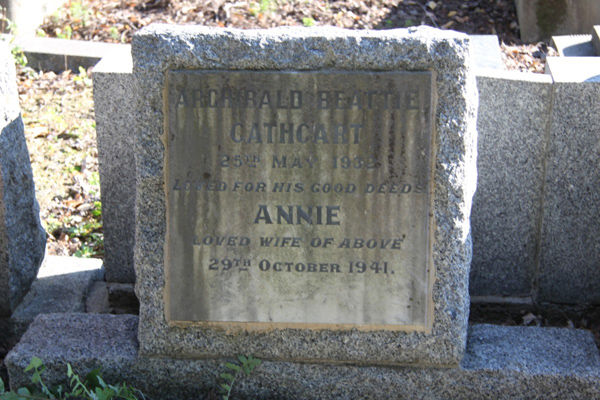 ARCHIBALD BEATTIE
CATHCART
25TH MAY
LOVED FOR HIS GOOD DEEDS
ANNIE
LOVED WIFE OF ABOVE
29TH OCTOBER 1941.